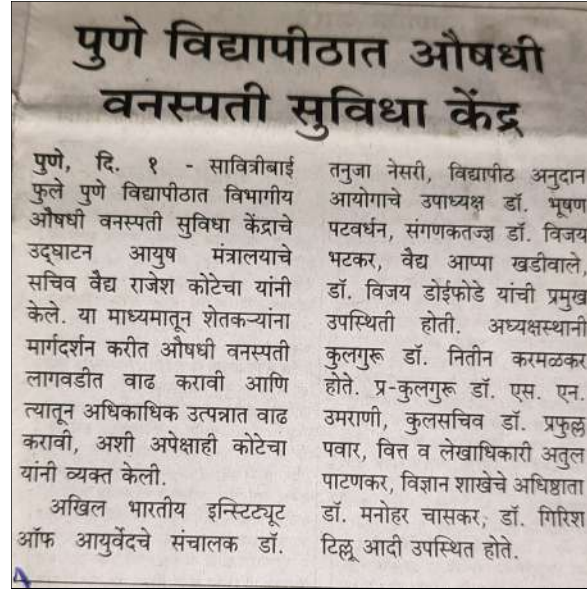 पुणे विद्यापीठात औषधी
वनस्पती सुविधा केंद्र
पुणे, दि. १ - सावित्रीबाई
फुले पुणे विद्यापीठात विभागीय
औषधी वनस्पती सुविधा केंद्राचे
उद्‌घाटन आयुष मंत्रालयाचे
सचिव वैद्य राजेश कोटेचा यांनी
केले. या माध्यमातून शेतकऱ्यांना
मार्गदर्शन करीत औषधी वनस्पती
लागवडीत वाढ करावी आणि
त्यातून अधिकाधिक उत्पन्नात वाढ
करावी, अशी अपेक्षाही कोटेचा
यांनी व्यक्त केली.
अखिल भारतीय इन्स्टिट्यूट
ऑफ आयुर्वेदचे संचालक डॉ.
तनुजा नेसरी, विद्यापीठ अनुदान
आयोगाचे उपाध्यक्ष डॉ. भूषण
पटवर्धन, संगणकतज्ज्ञ डॉ. विजय
भटकर, वैद्य आप्पा खडीवाले,
डॉ. विजय डोईफोडे यांची प्रमुख
उपस्थिती होती. अध्यक्षस्थानी
कुलगुरू डॉ. नितीन करमळकर
होते. प्र-कुलगुरू डॉ. एस. एन.
उमराणी, कुलसचिव डॉ. प्रफुल्ल
पवार, वित्त व लेखाधिकारी अतुल
पाटणकर, विज्ञान शाखेचे अधिष्ठाता
डॉ. मनोहर चासकर, डॉ. गिरिश
टिल्लू आदी उपस्थित होते.